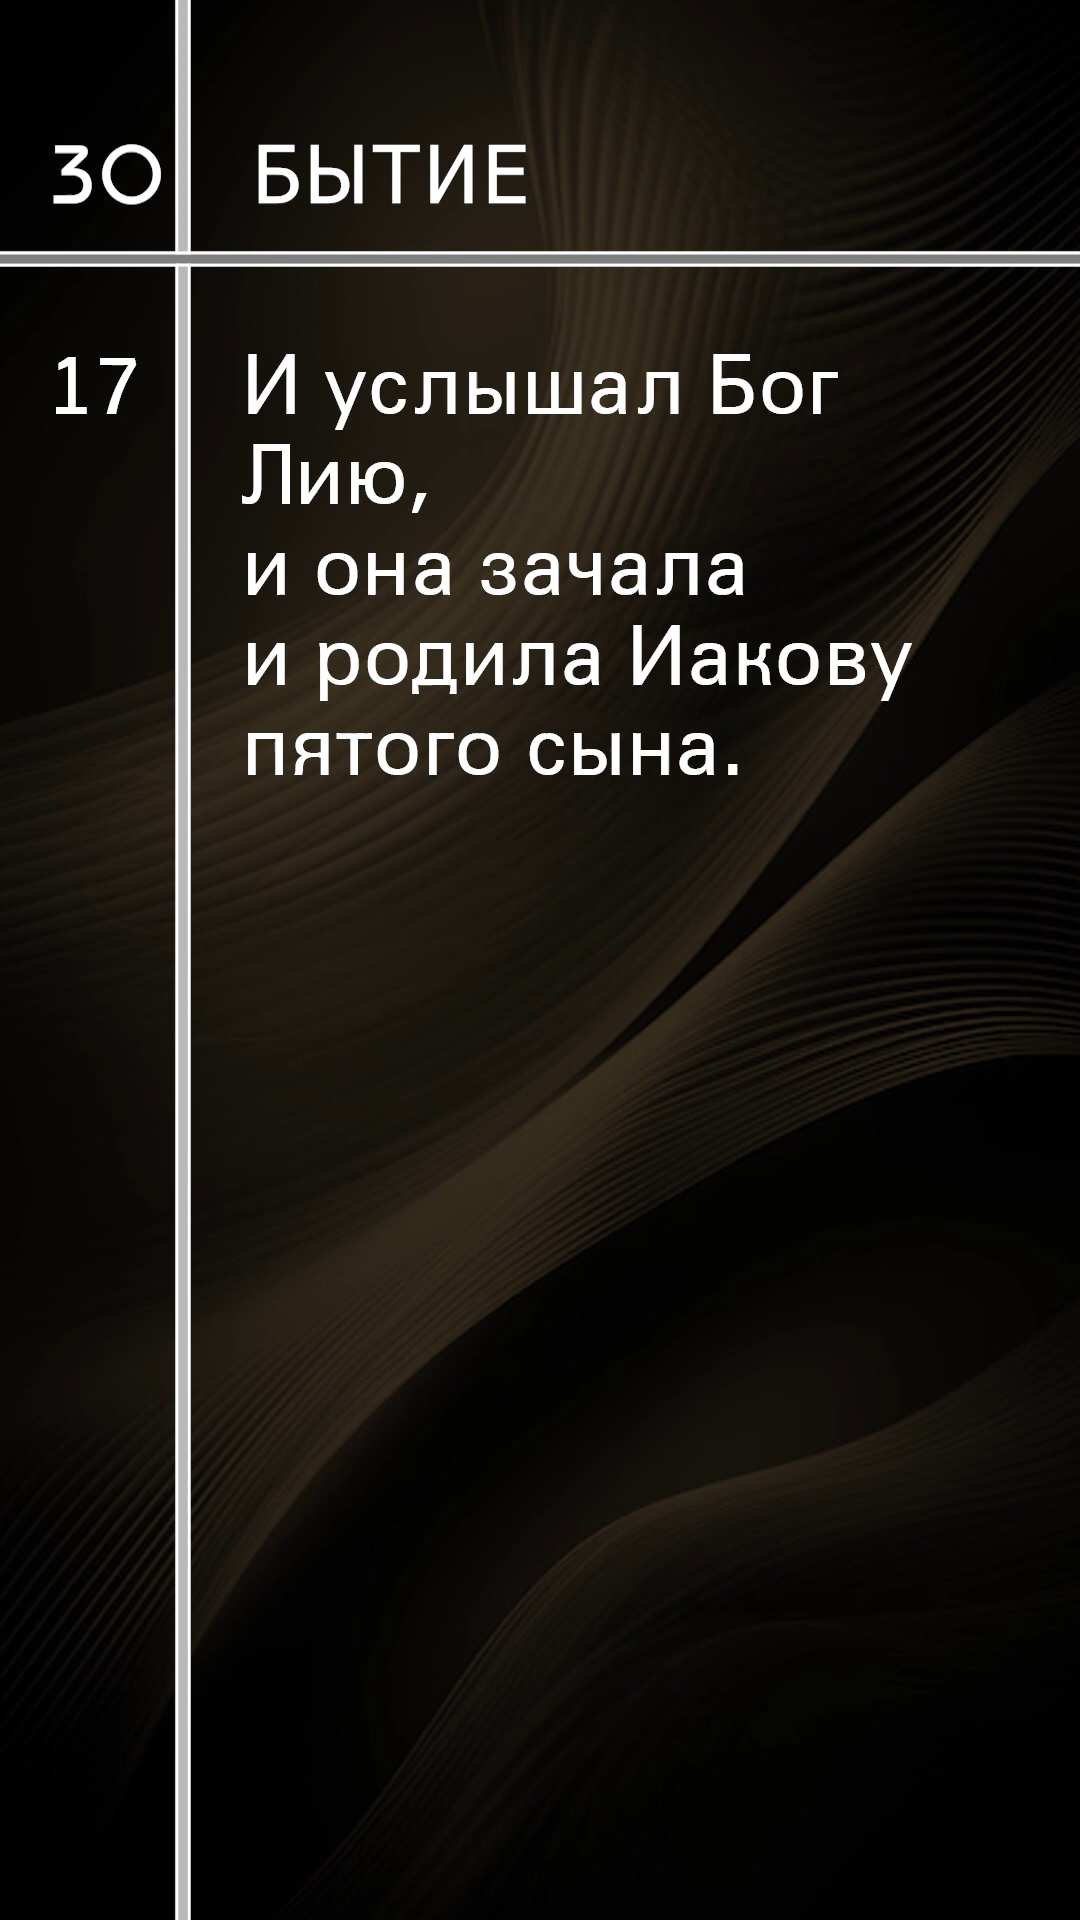 30 БЫТИЕ
17 И услышал Бог
Лию,
и она зачала
и родила Иакову
пятого сына.